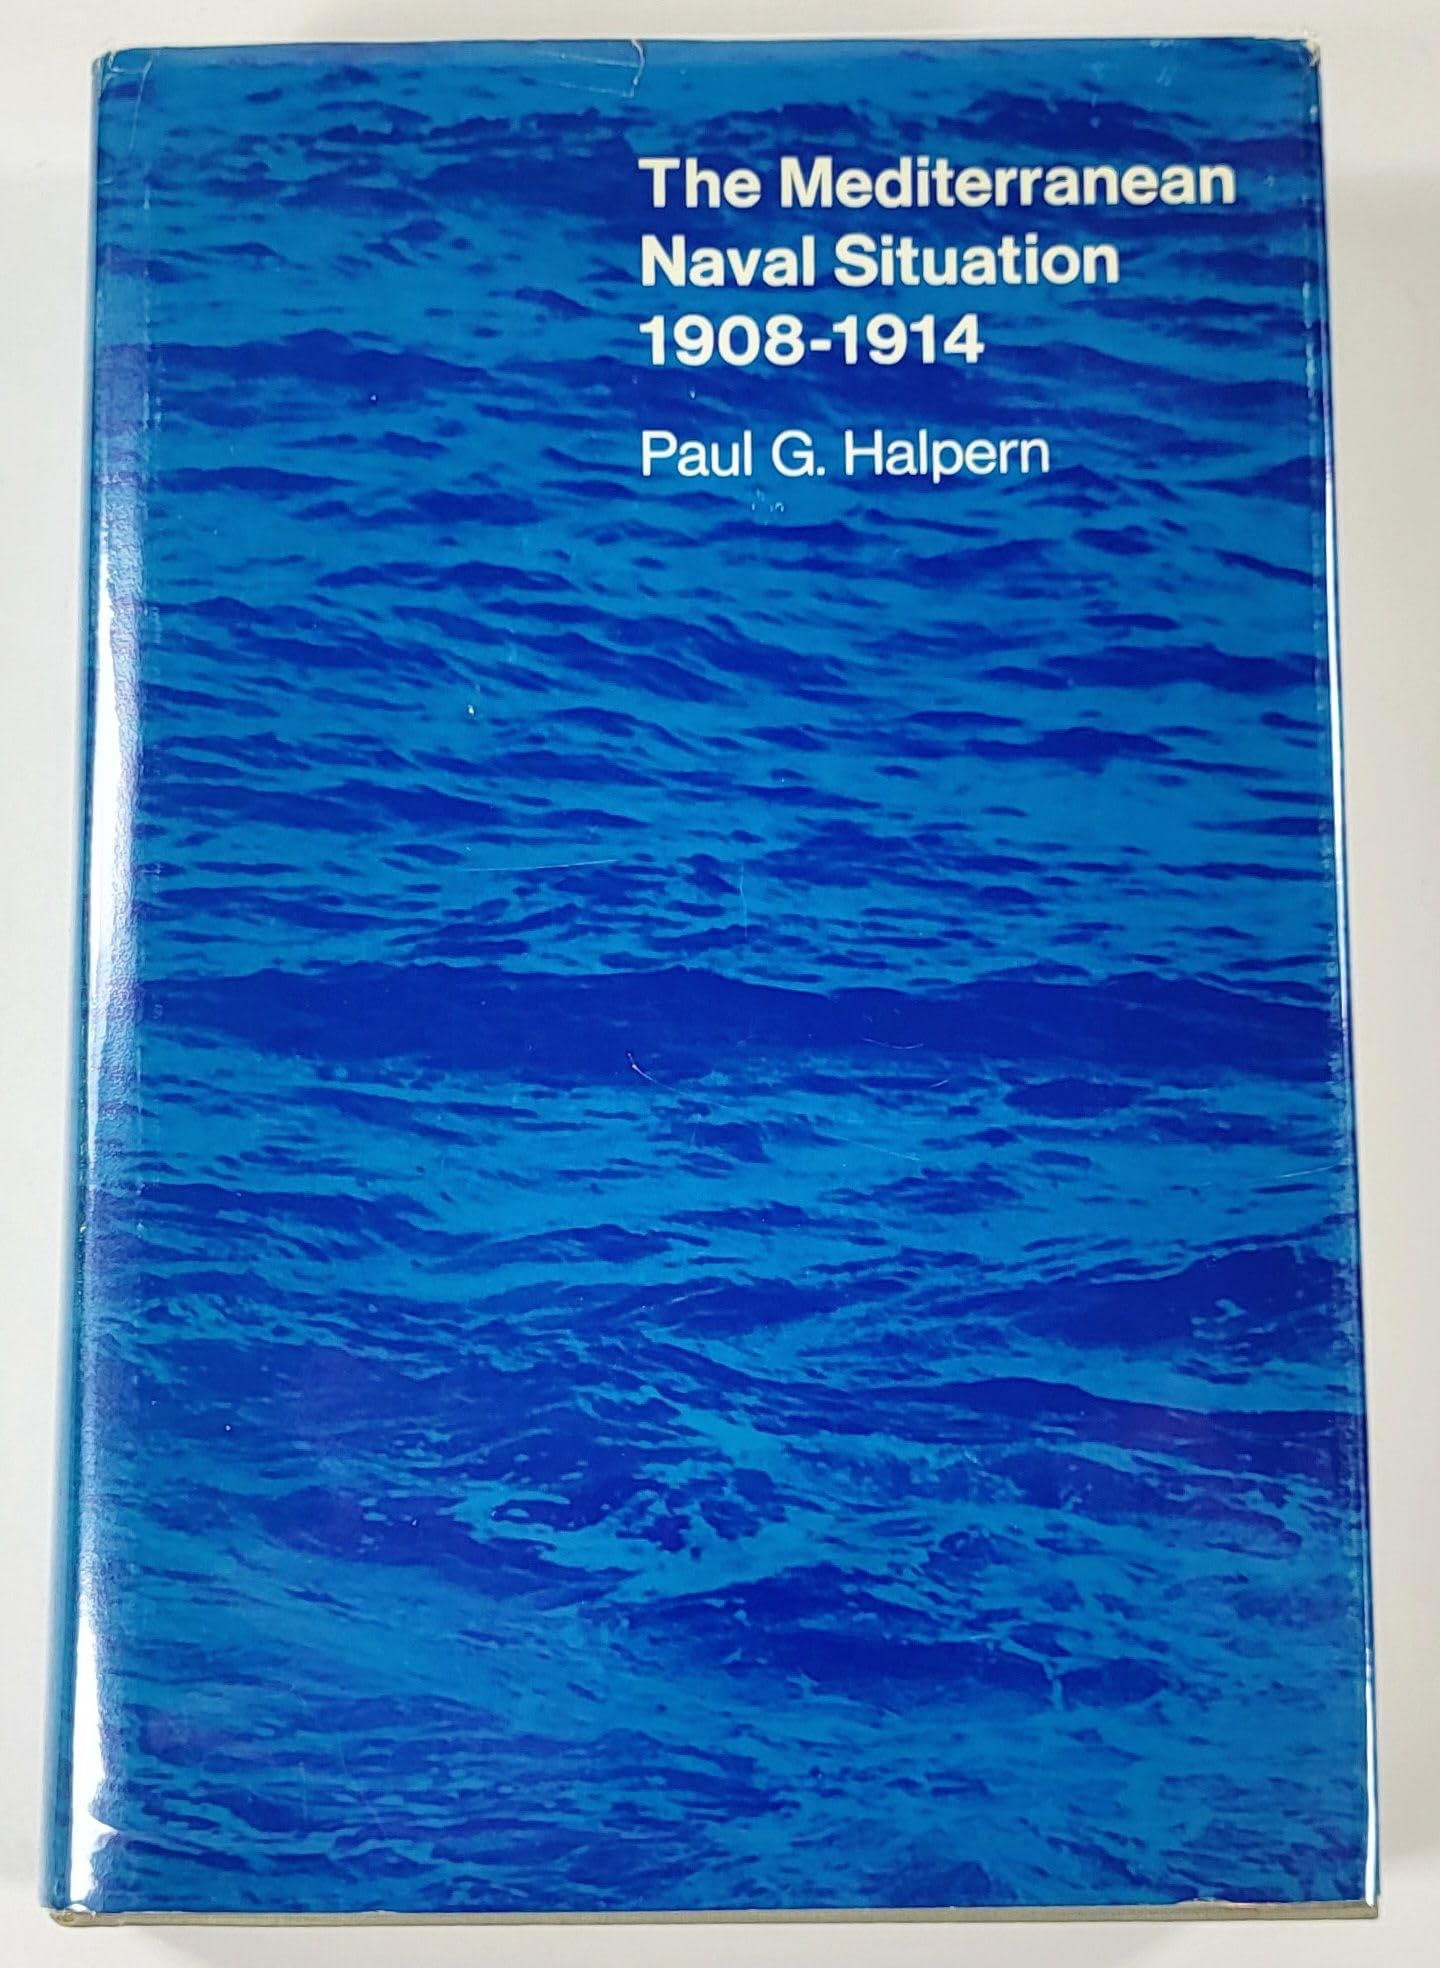 The Mediterranean
Naval Situation
1908-1914
Paul G. Halpern